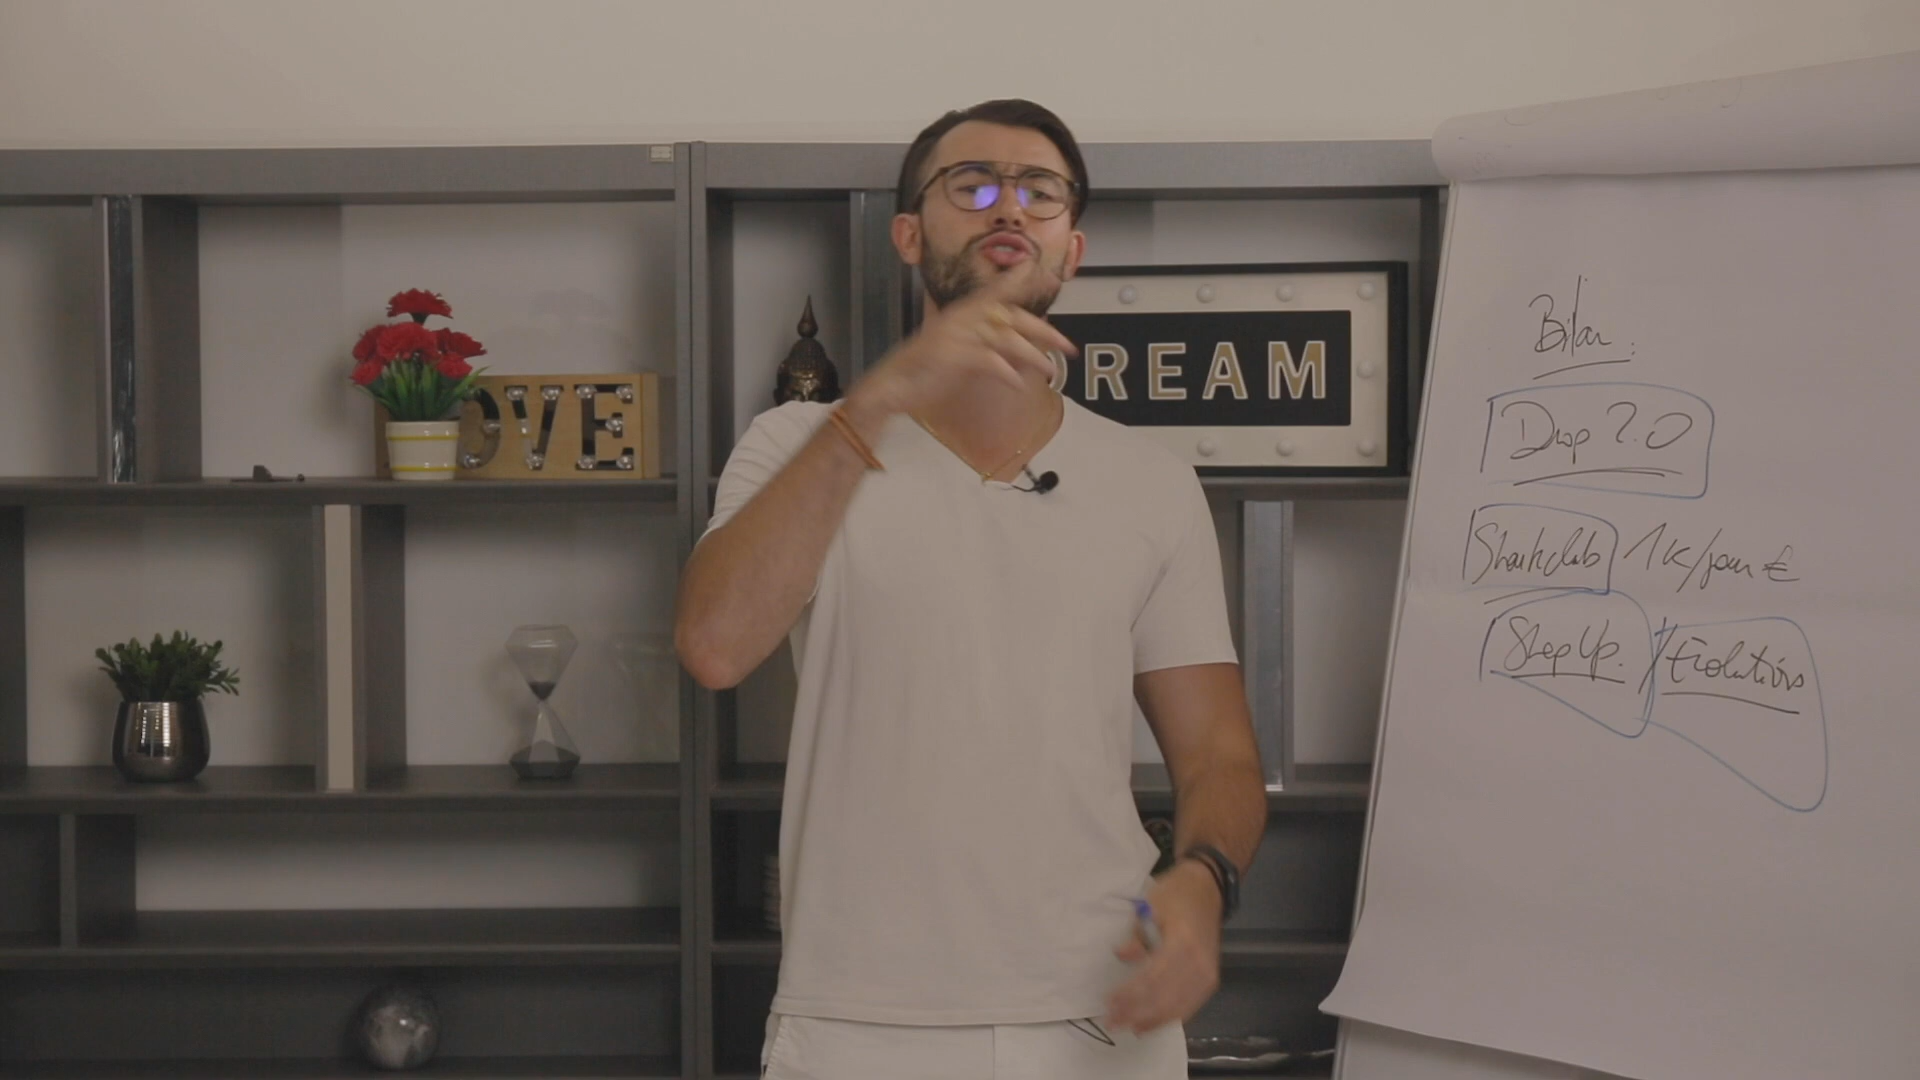 OVE
DREAM
Bilan :
Drop 2.0
Sharkclub 1K/jour €
Step Up. / Évolutions